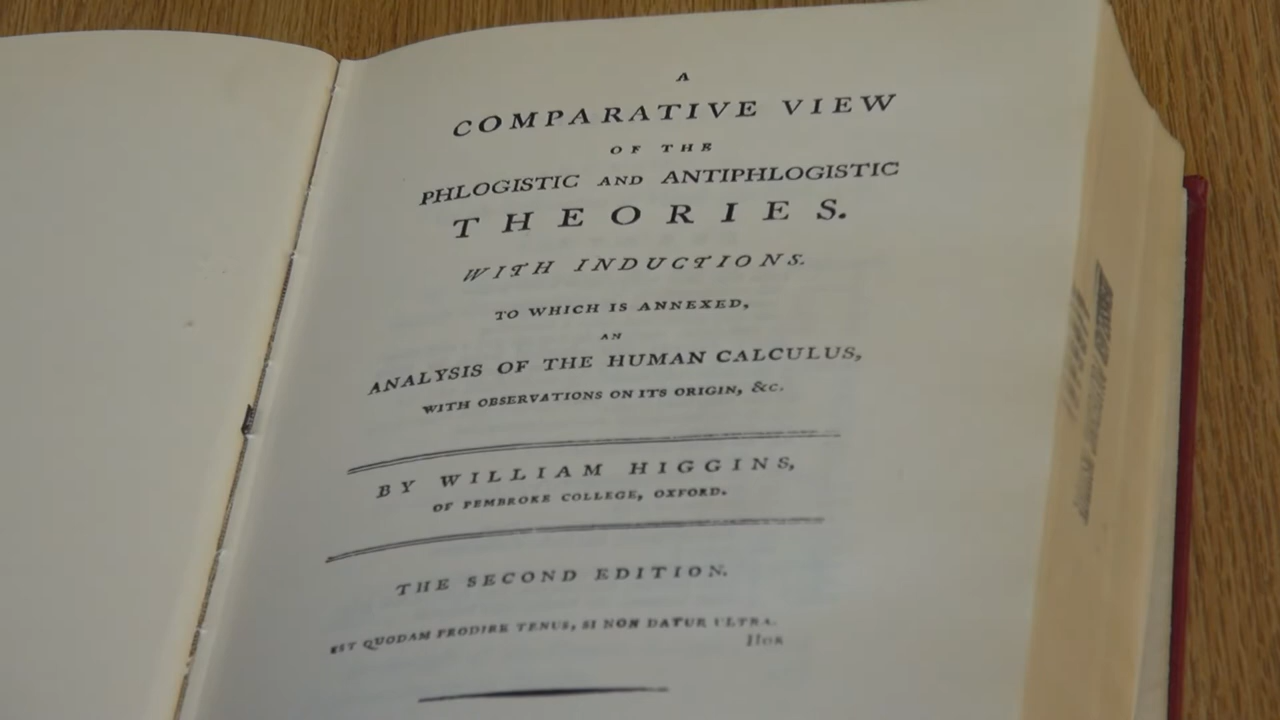 A
COMPARATIVE VIEW
OF THE
PHLOGISTIC AND ANTIPHLOGISTIC
THEORIES.
WITH INDUCTIONS.
TO WHICH IS ANNEXED,
AN
ANALYSIS OF THE HUMAN CALCULUS,
WITH OBSERVATIONS ON ITS ORIGIN, &c.
BY WILLIAM HIGGINS,
OF PEMBROKE COLLEGE, OXFORD.
THE SECOND EDITION.
EST QUODAM PRODIRE TENUS, SI NON DATUR ULTRA.
Hor